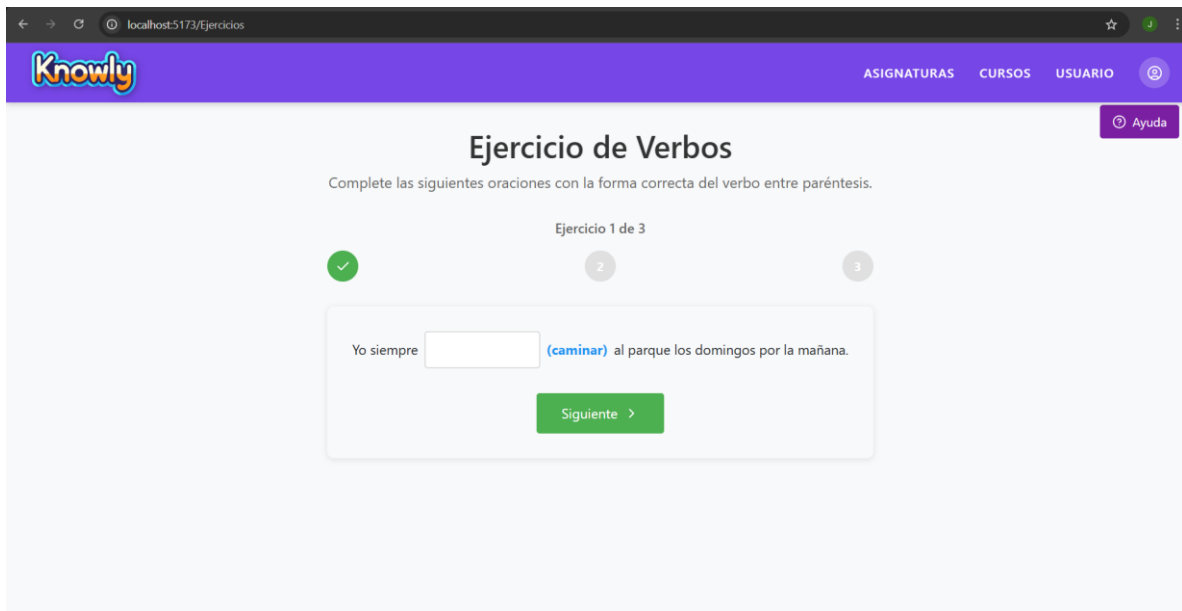 localhost:5173/Ejercicios
J
Knowly
ASIGNATURAS CURSOS USUARIO
Ayuda
Ejercicio de Verbos
Complete las siguientes oraciones con la forma correcta del verbo entre paréntesis.
Ejercicio 1 de 3
2 3
Yo siempre (caminar) al parque los domingos por la mañana.
Siguiente